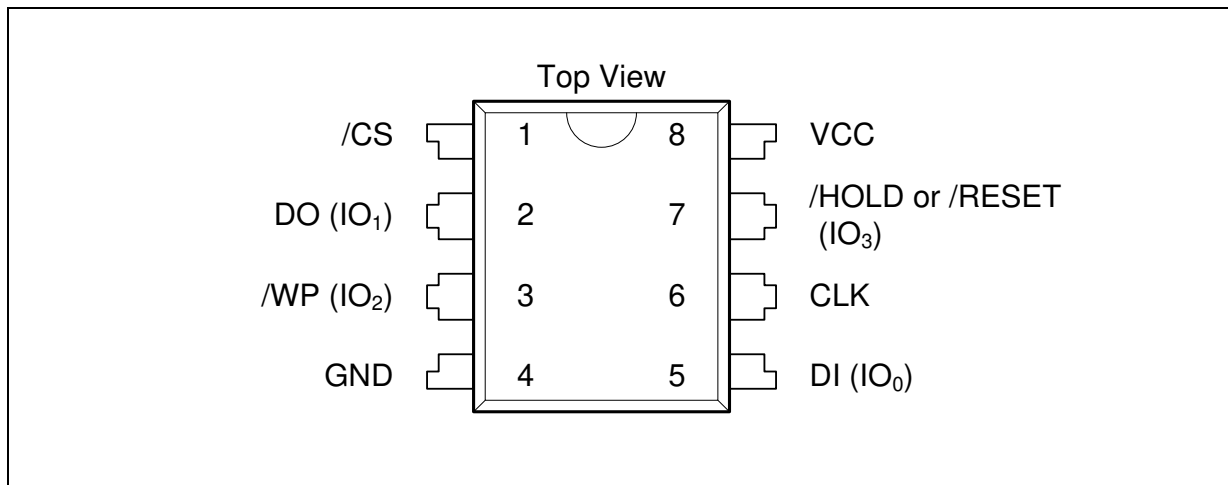 Top View
/CS 1 8 VCC
DO (IO₁) 2 7 /HOLD or /RESET
(IO₃)
/WP (IO₂) 3 6 CLK
GND 4 5 DI (IO₀)